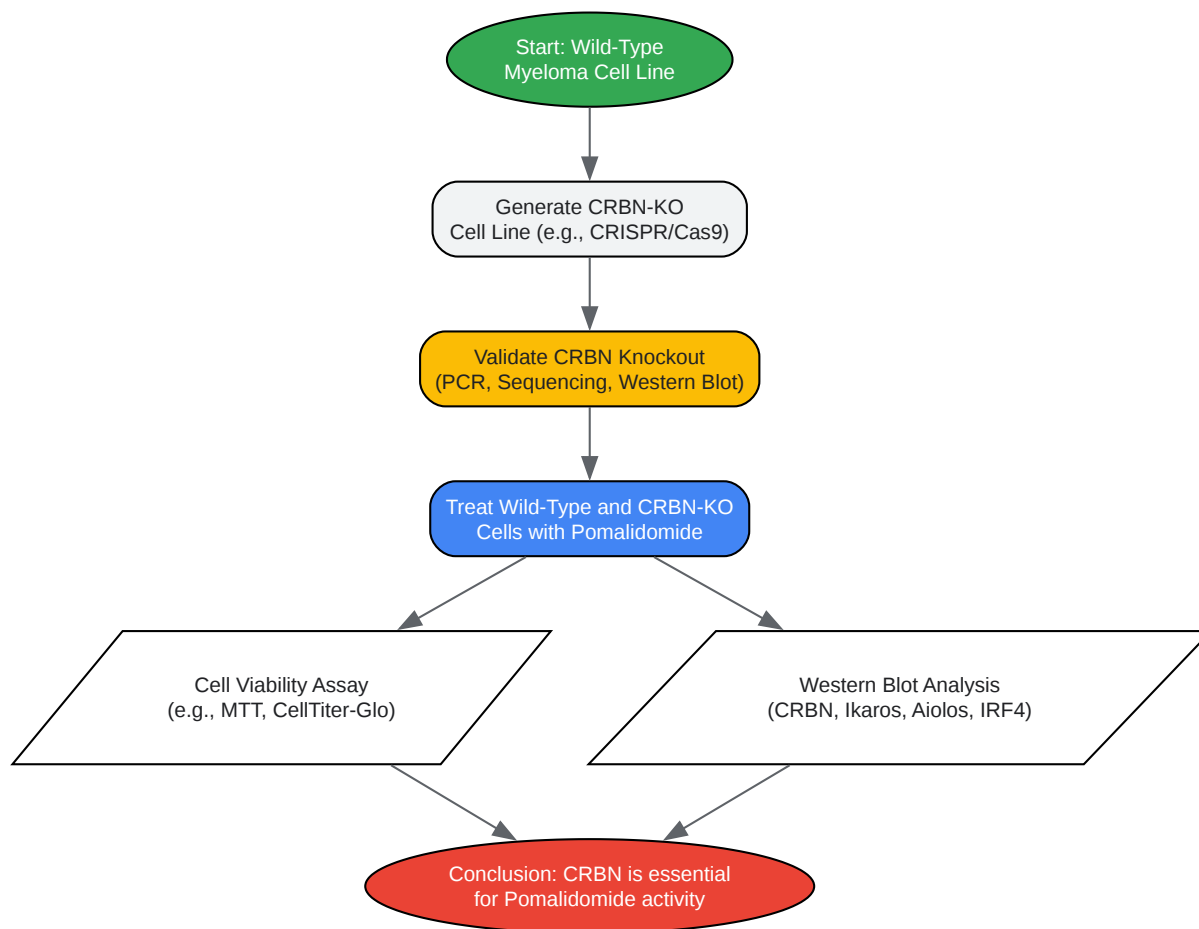 Start: Wild-Type
Myeloma Cell Line
Generate CRBN-KO
Cell Line (e.g., CRISPR/Cas9)
Validate CRBN Knockout
(PCR, Sequencing, Western Blot)
Treat Wild-Type and CRBN-KO
Cells with Pomalidomide
Cell Viability Assay
(e.g., MTT, CellTiter-Glo)
Western Blot Analysis
(CRBN, Ikaros, Aiolos, IRF4)
Conclusion: CRBN is essential
for Pomalidomide activity